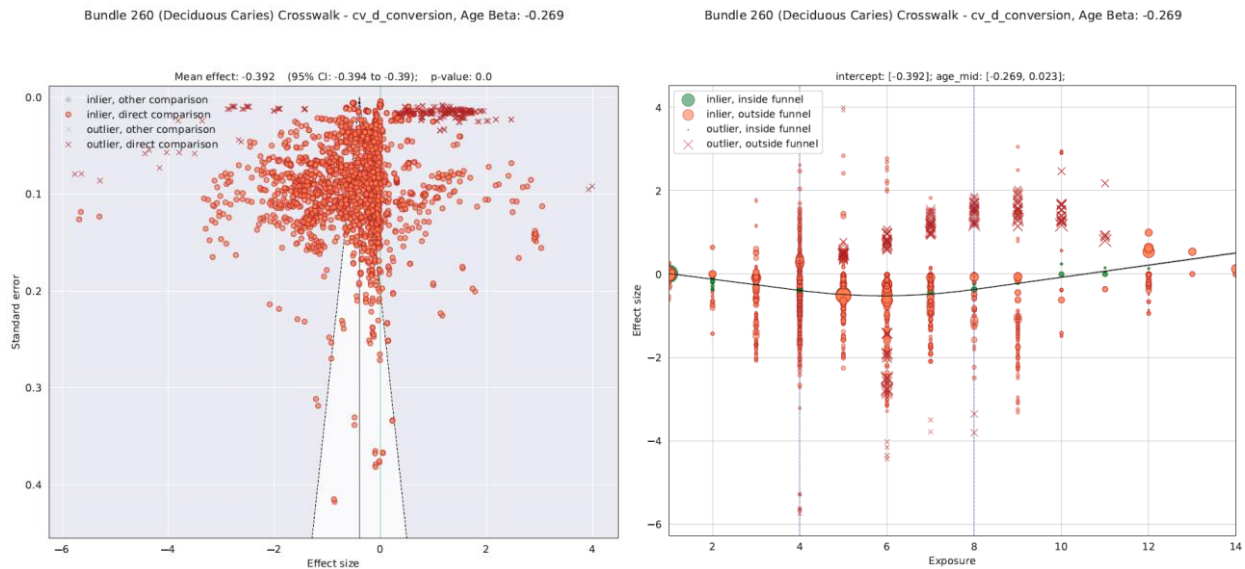 Bundle 260 (Deciduous Caries) Crosswalk - cv_d_conversion, Age Beta: -0.269
Mean effect: -0.392 (95% CI: -0.394 to -0.39); p-value: 0.0
inlier, other comparison
inlier, direct comparison
outlier, other comparison
outlier, direct comparison
0.0
0.1
0.2
0.3
0.4
Standard error
−6
−4
−2
0
2
4
Effect size
Bundle 260 (Deciduous Caries) Crosswalk - cv_d_conversion, Age Beta: -0.269
intercept: [-0.392]; age_mid: [-0.269, 0.023];
inlier, inside funnel
inlier, outside funnel
outlier, inside funnel
outlier, outside funnel
4
2
0
−2
−4
−6
Effect size
2
4
6
8
10
12
14
Exposure